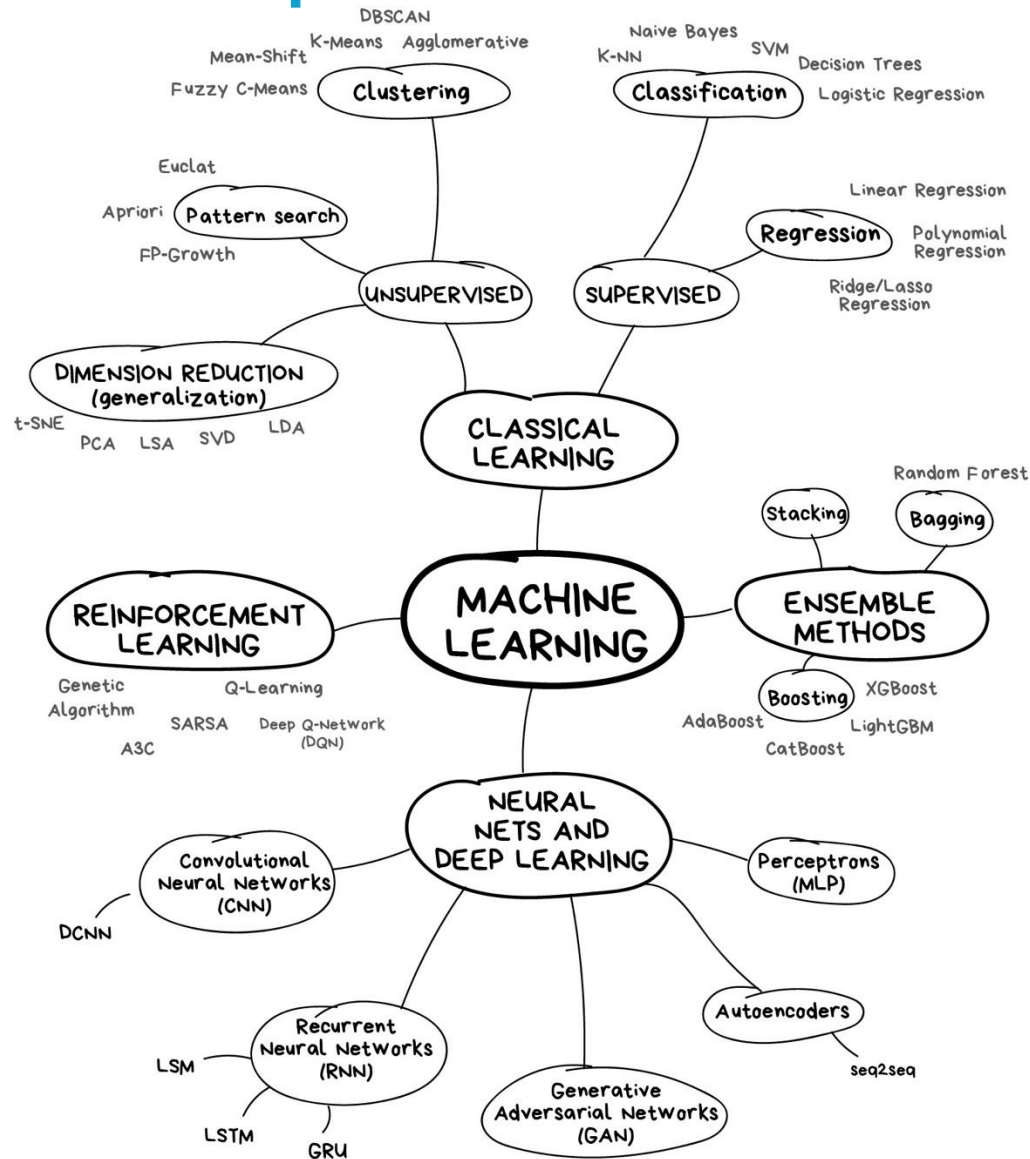 DBSCAN
K-Means
Agglomerative
Mean-Shift
Fuzzy C-Means
Clustering
Naive Bayes
K-NN
SVM
Decision Trees
Logistic Regression
Classification
Euclat
Apriori
Pattern search
FP-Growth
Linear Regression
Regression
Polynomial
Regression
Ridge/Lasso
Regression
UNSUPERVISED
SUPERVISED
DIMENSION REDUCTION
(generalization)
t-SNE
PCA
LSA
SVD
LDA
CLASSICAL
LEARNING
Random Forest
Stacking
Bagging
MACHINE
LEARNING
REINFORCEMENT
LEARNING
Genetic
Algorithm
Q-Learning
SARSA
Deep Q-Network
(DQN)
A3C
ENSEMBLE
METHODS
Boosting
XGBoost
AdaBoost
LightGBM
CatBoost
NEURAL
NETS AND
DEEP LEARNING
Convolutional
Neural Networks
(CNN)
DCNN
Perceptrons
(MLP)
Recurrent
Neural Networks
(RNN)
LSM
LSTM
GRU
Generative
Adversarial Networks
(GAN)
Autoencoders
seq2seq